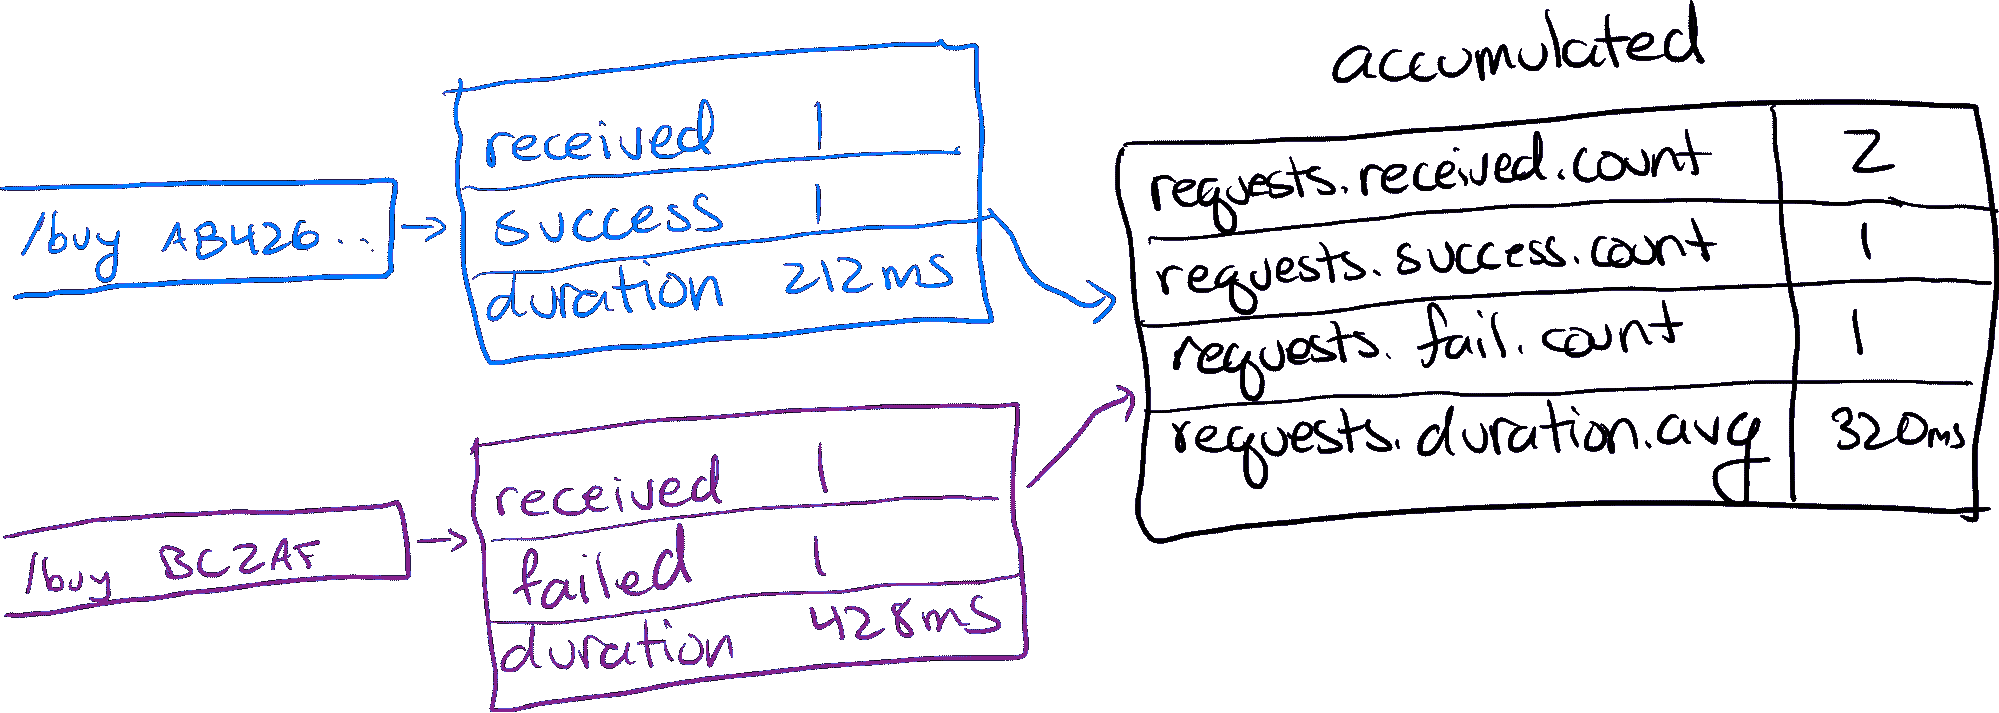 /buy AB426..
received 1
success 1
duration 212ms
/buy BC2AF
received 1
failed 1
duration 428ms
accumulated
requests.received.count 2
requests.success.count 1
requests.fail.count 1
requests.duration.avg 320ms